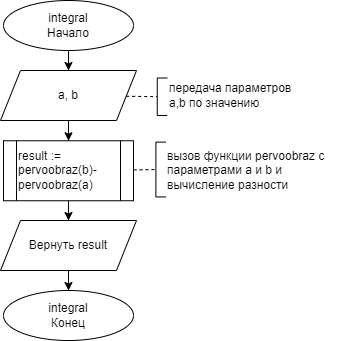 integral
Начало
a, b
передача параметров
a,b по значению
result :=
pervoobraz(b)-
pervoobraz(a)
вызов функции pervoobraz с
параметрами a и b и
вычисление разности
Вернуть result
integral
Конец